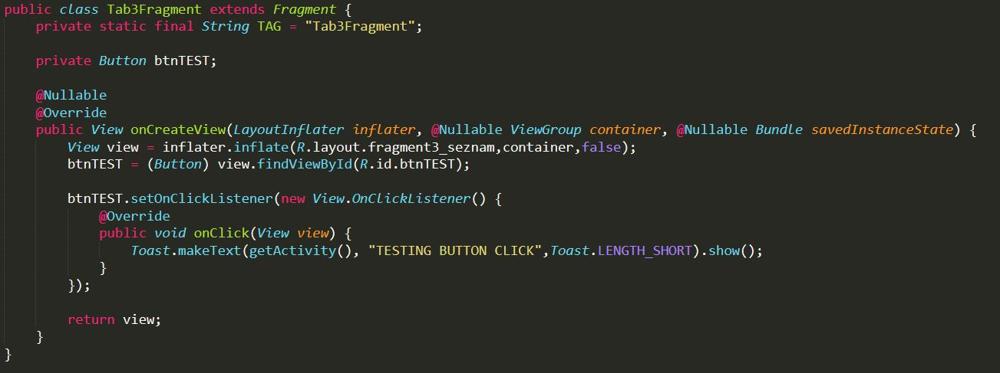 public class Tab3Fragment extends Fragment {
    private static final String TAG = "Tab3Fragment";

    private Button btnTEST;

    @Nullable
    @Override
    public View onCreateView(LayoutInflater inflater, @Nullable ViewGroup container, @Nullable Bundle savedInstanceState) {
        View view = inflater.inflate(R.layout.fragment3_seznam,container,false);
        btnTEST = (Button) view.findViewById(R.id.btnTEST);

        btnTEST.setOnClickListener(new View.OnClickListener() {
            @Override
            public void onClick(View view) {
                Toast.makeText(getActivity(), "TESTING BUTTON CLICK",Toast.LENGTH_SHORT).show();
            }
        });

        return view;
    }
}